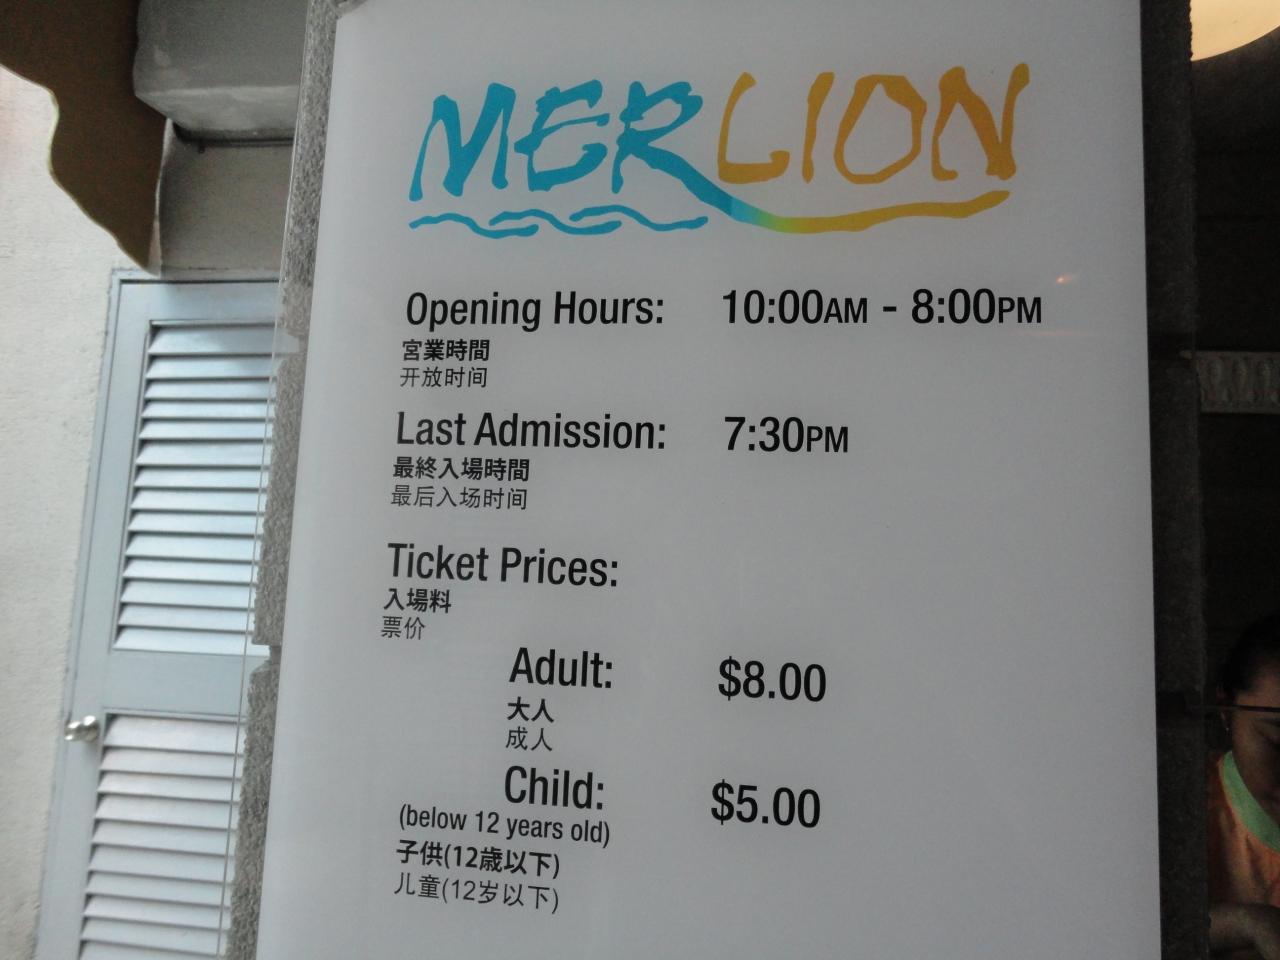 MERLION
Opening Hours: 10:00AM - 8:00PM
宮業時間
开放时间
Last Admission: 7:30PM
最終入場時間
最后入场时间
Ticket Prices:
入場料
票价
Adult: $8.00
大人
成人
Child: $5.00
(below 12 years old)
子供(12歳以下)
儿童(12岁以下)